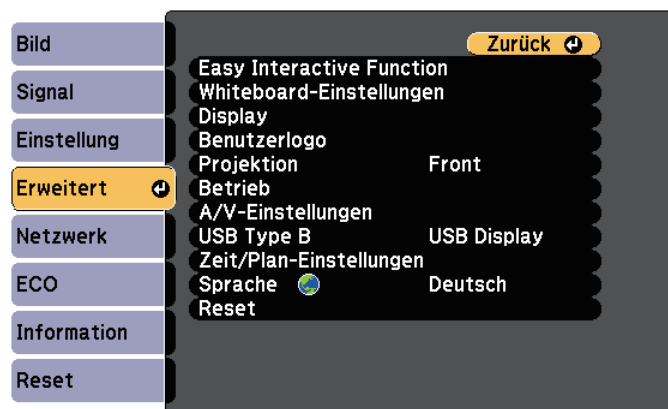 Bild
Signal
Einstellung
Erweitert
Netzwerk
ECO
Information
Reset
Zurück
Easy Interactive Function
Whiteboard-Einstellungen
Display
Benutzerlogo
Projektion Front
Betrieb
A/V-Einstellungen
USB Type B USB Display
Zeit/Plan-Einstellungen
Sprache Deutsch
Reset